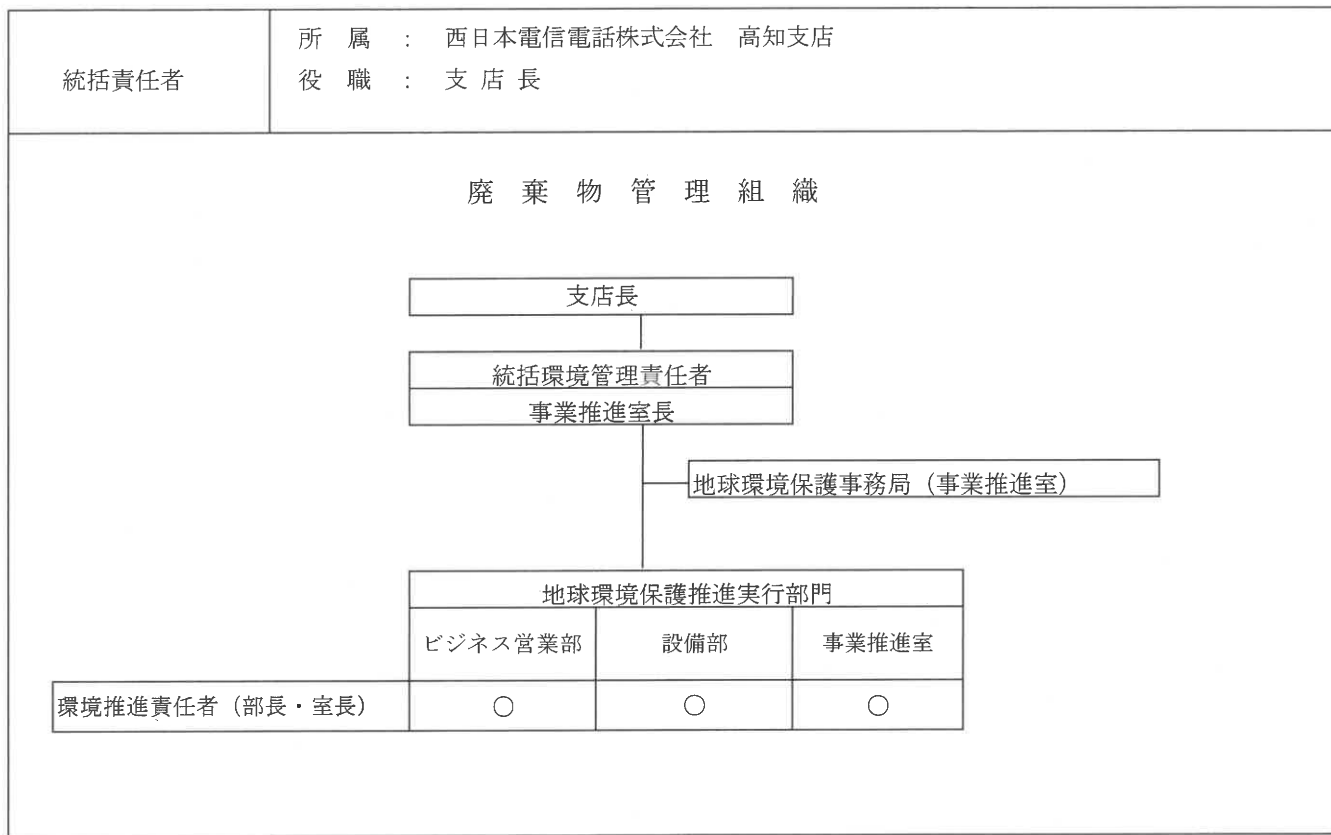 所　属　：　西日本電信電話株式会社　高知支店
統括責任者
役　職　：　支 店 長
廃　棄　物　管　理　組　織
支店長
統括環境管理責任者
事業推進室長
地球環境保護事務局（事業推進室）
地球環境保護推進実行部門
ビジネス営業部　設備部　事業推進室
環境推進責任者（部長・室長）　○　○　○